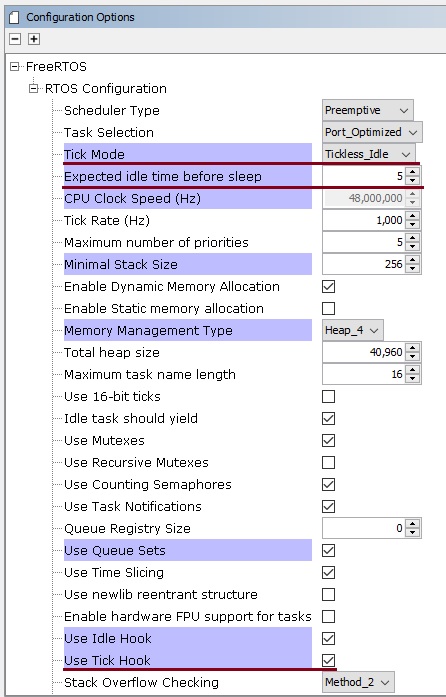 Configuration Options
FreeRTOS
RTOS Configuration
Scheduler Type Preemptive
Task Selection Port_Optimized
Tick Mode Tickless_Idle
Expected idle time before sleep 5
CPU Clock Speed (Hz) 48,000,000
Tick Rate (Hz) 1,000
Maximum number of priorities 5
Minimal Stack Size 256
Enable Dynamic Memory Allocation
Enable Static memory allocation
Memory Management Type Heap_4
Total heap size 40,960
Maximum task name length 16
Use 16-bit ticks
Idle task should yield
Use Mutexes
Use Recursive Mutexes
Use Counting Semaphores
Use Task Notifications
Queue Registry Size 0
Use Queue Sets
Use Time Slicing
Use newlib reentrant structure
Enable hardware FPU support for tasks
Use Idle Hook
Use Tick Hook
Stack Overflow Checking Method_2